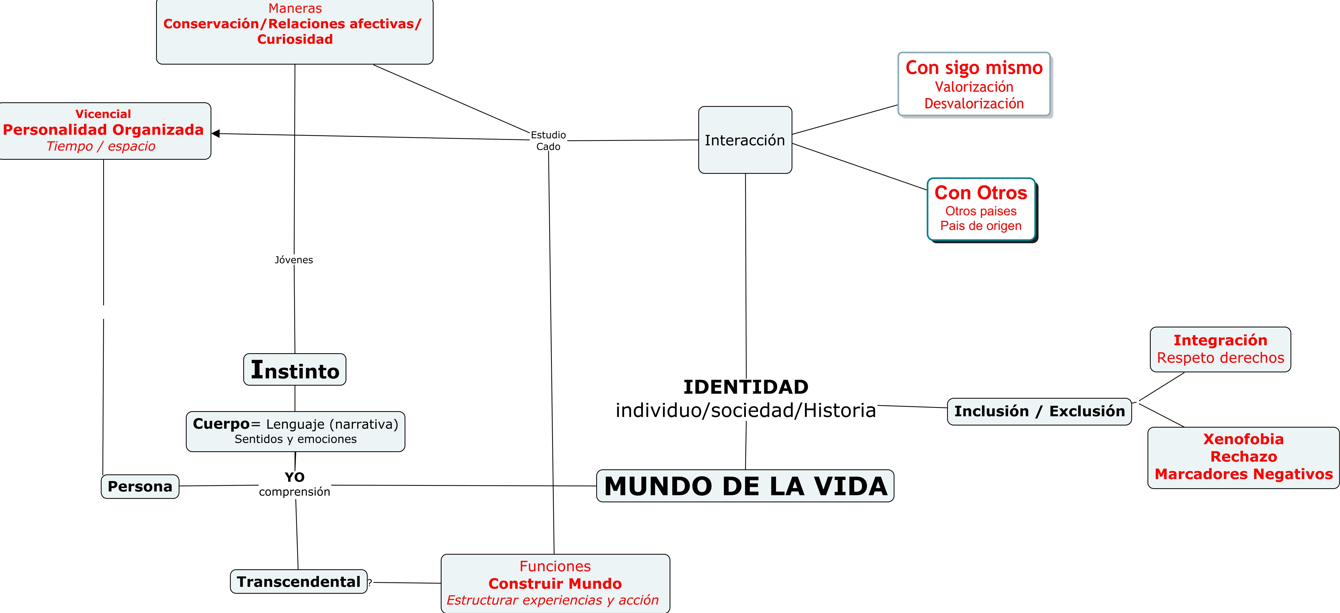 Maneras
Conservación/Relaciones afectivas/
Curiosidad
Con sigo mismo
Valorización
Desvalorización
Vicencial
Personalidad Organizada
Tiempo / espacio
Estudio
Cado
Interacción
Con Otros
Otros paises
Pais de origen
Jóvenes
Instinto
Integración
Respeto derechos
IDENTIDAD
individuo/sociedad/Historia
Inclusión / Exclusión
Cuerpo= Lenguaje (narrativa)
Sentidos y emociones
Xenofobia
Rechazo
Marcadores Negativos
Persona
YO
comprensión
MUNDO DE LA VIDA
Transcendental
?
Funciones
Construir Mundo
Estructurar experiencias y acción